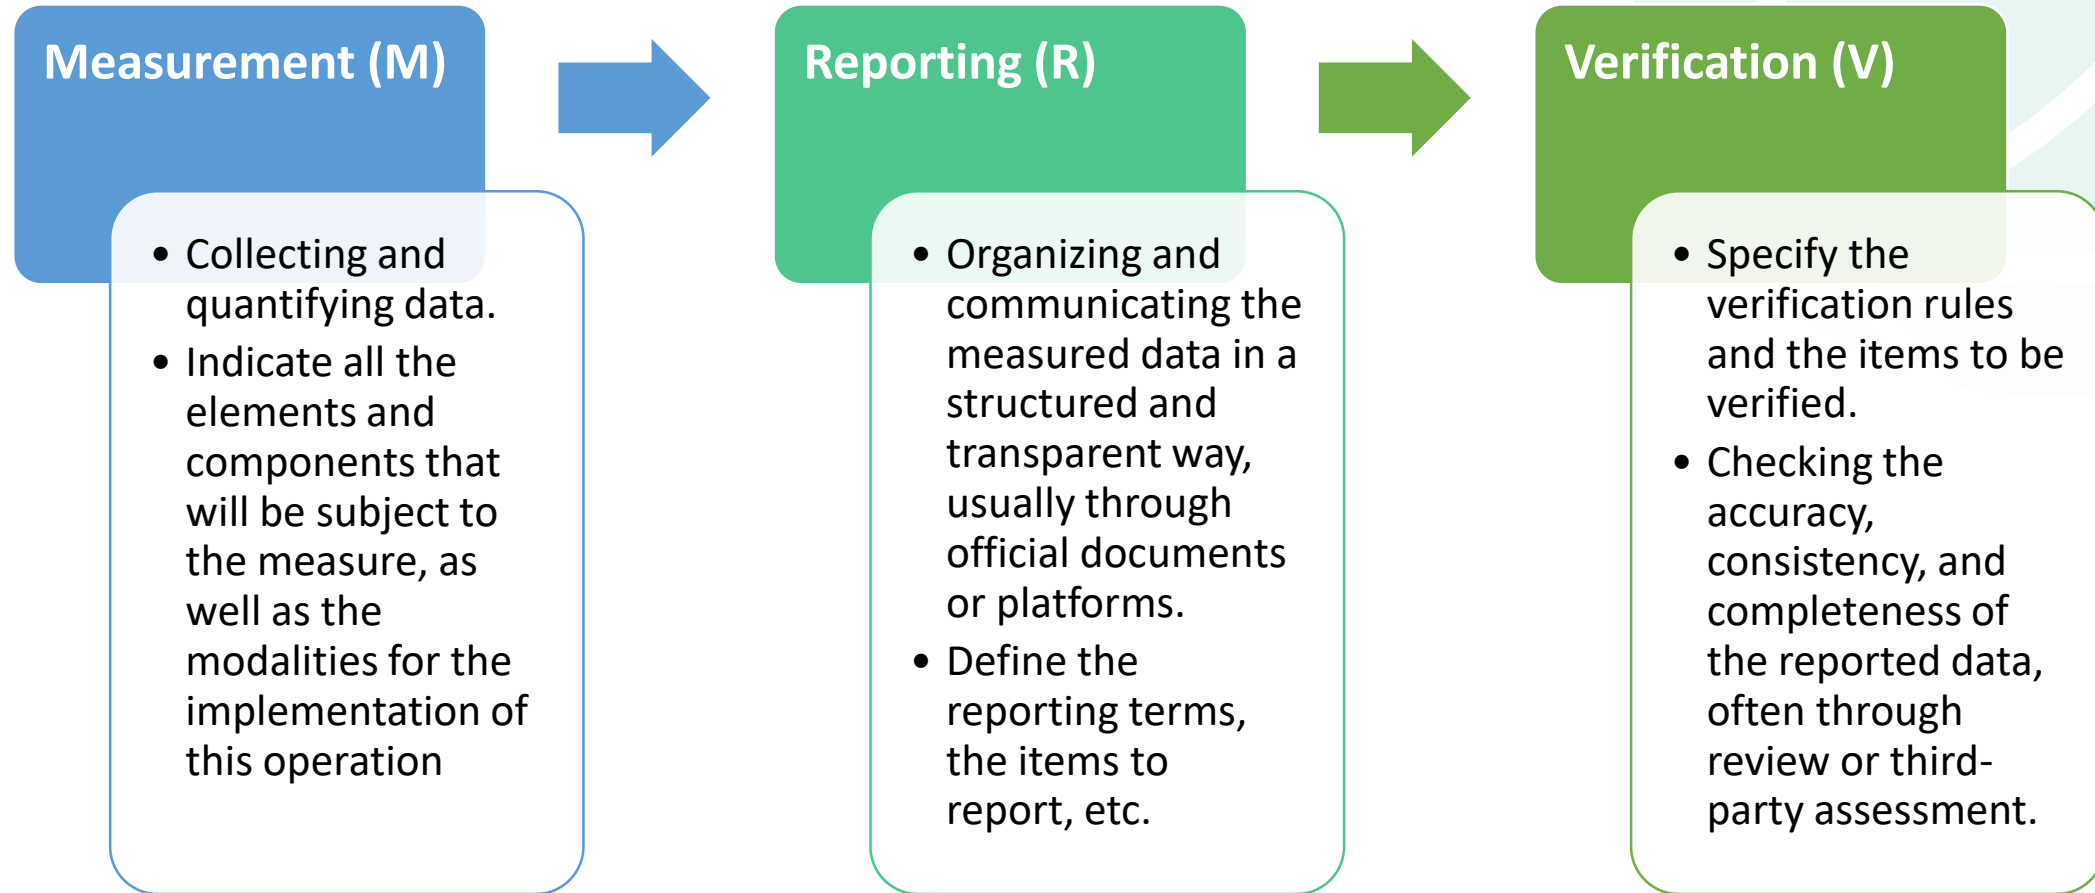 Measurement (M)
• Collecting and
quantifying data.
• Indicate all the
elements and
components that
will be subject to
the measure, as
well as the
modalities for the
implementation of
this operation
Reporting (R)
• Organizing and
communicating the
measured data in a
structured and
transparent way,
usually through
official documents
or platforms.
• Define the
reporting terms,
the items to
report, etc.
Verification (V)
• Specify the
verification rules
and the items to be
verified.
• Checking the
accuracy,
consistency, and
completeness of
the reported data,
often through
review or third-
party assessment.